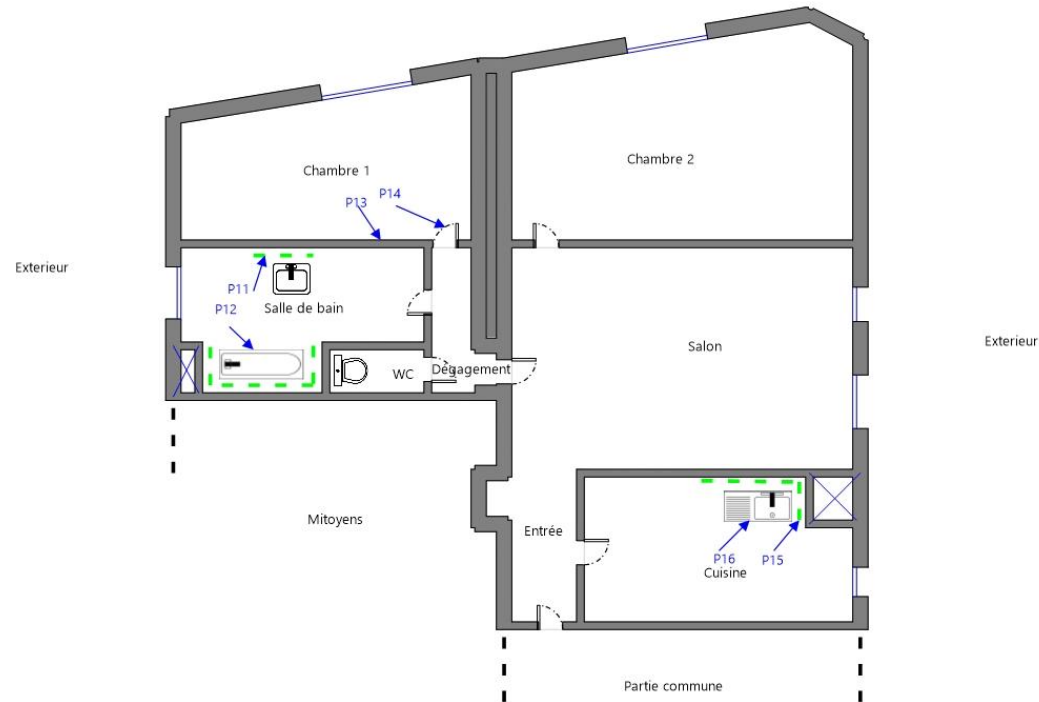 Chambre 2
Chambre 1
P14
P13
Exterieur
P11
Salle de bain
P12
Salon
Exterieur
WC
Dégagement
Mitoyens
Entrée
P16
P15
Cuisine
Partie commune